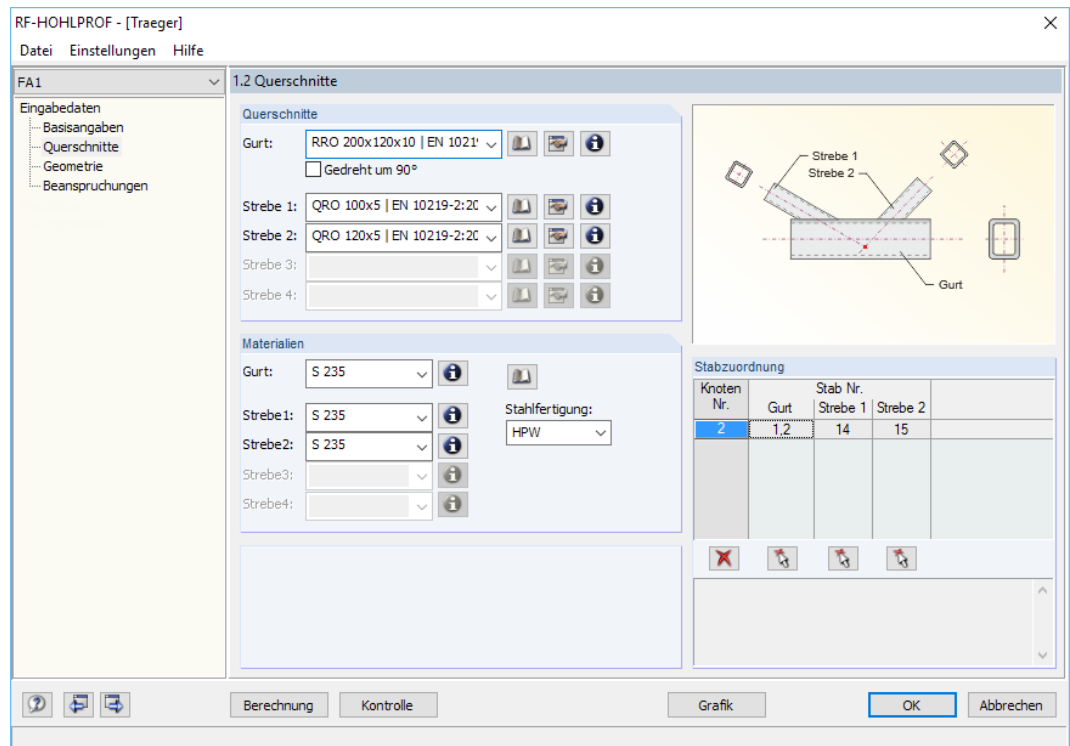 RF-HOHLPROF - [Traeger]
Datei Einstellungen Hilfe
FA1
Eingabedaten
Basisangaben
Querschnitte
Geometrie
Beanspruchungen
1.2 Querschnitte
Querschnitte
Gurt: RRO 200x120x10 | EN 1021
Gedreht um 90°
Strebe 1: QRO 100x5 | EN 10219-2:20
Strebe 2: QRO 120x5 | EN 10219-2:20
Strebe 3:
Strebe 4:
Materialien
Gurt: S 235
Strebe1: S 235
Stahlfertigung:
Strebe2: S 235
HPW
Strebe3:
Strebe4:
Strebe 1
Strebe 2
Gurt
Stabzuordnung
Knoten Nr.
Stab Nr.
Gurt Strebe 1 Strebe 2
2 1,2 14 15
Berechnung Kontrolle Grafik OK Abbrechen